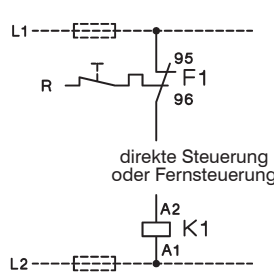 L1
95
F1
R
96
direkte Steuerung
oder Fernsteuerung
A2
K1
A1
L2